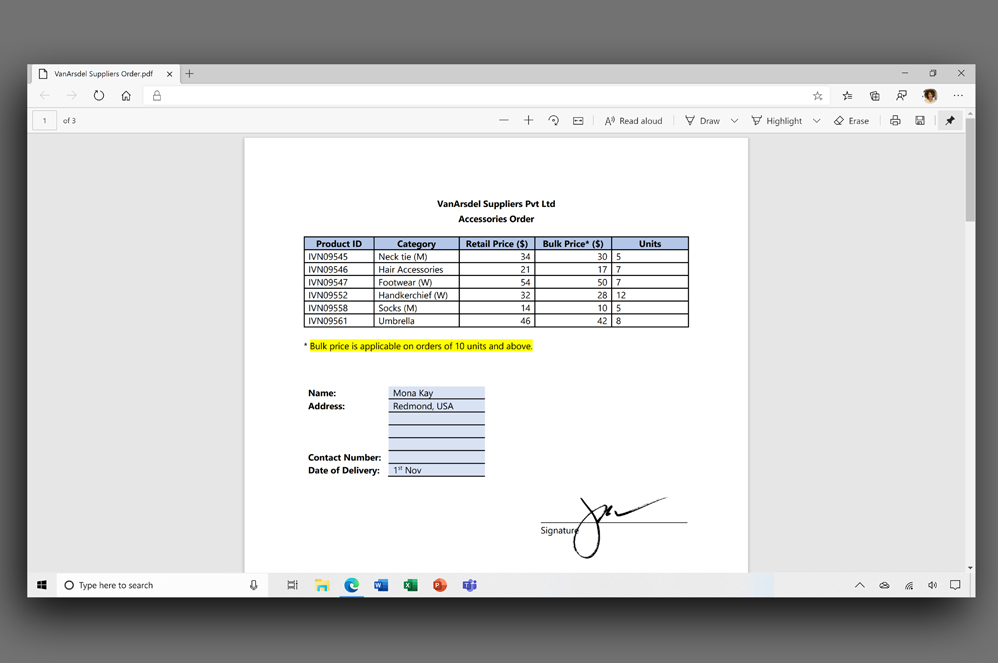 VanArsdel Suppliers Order.pdf
1 of 3
Read aloud Draw Highlight Erase
VanArsdel Suppliers Pvt Ltd
Accessories Order
Product ID Category Retail Price ($) Bulk Price* ($) Units
IVN09545 Neck tie (M) 34 30 5
IVN09546 Hair Accessories 21 17 7
IVN09547 Footwear (W) 54 50 7
IVN09552 Handkerchief (W) 32 28 12
IVN09558 Socks (M) 14 10 5
IVN09561 Umbrella 46 42 8
* Bulk price is applicable on orders of 10 units and above.
Name: Mona Kay
Address: Redmond, USA
Contact Number:
Date of Delivery: 1st Nov
Signature
Type here to search